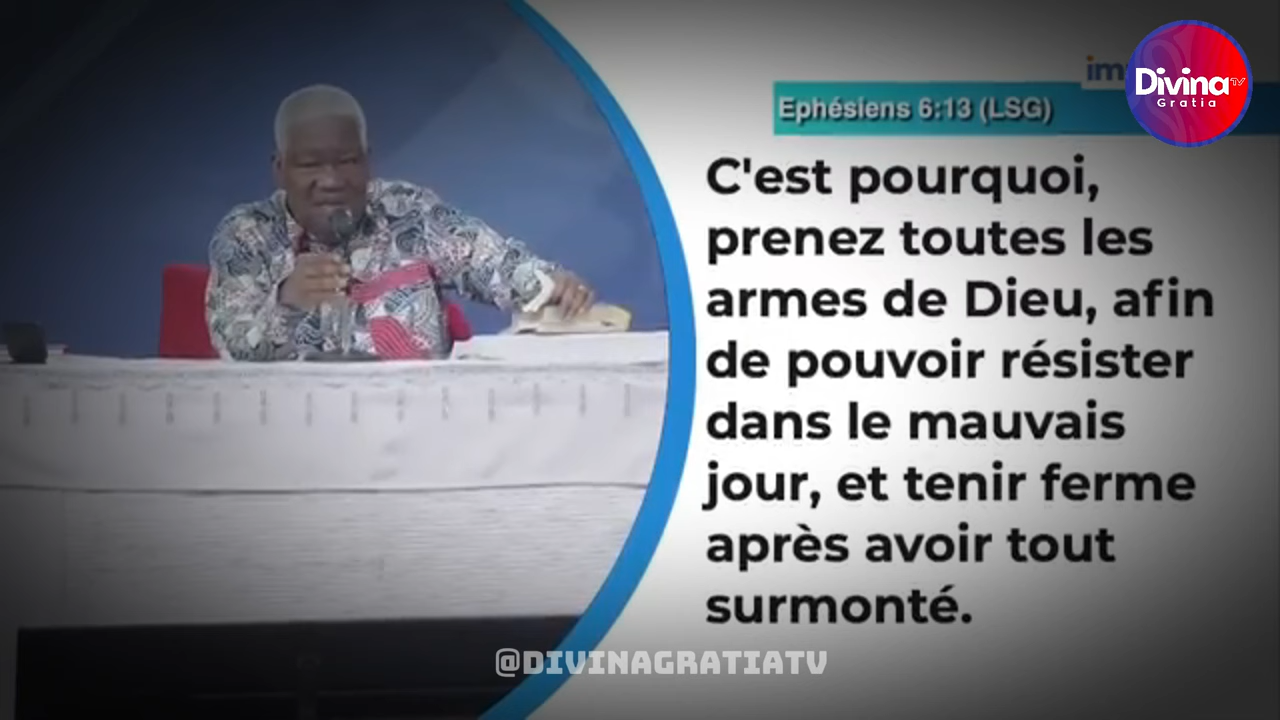 Divina TV
Gratia
Ephésiens 6:13 (LSG)
C'est pourquoi,
prenez toutes les
armes de Dieu, afin
de pouvoir résister
dans le mauvais
jour, et tenir ferme
après avoir tout
surmonté.
@DIVINAGRATIATV